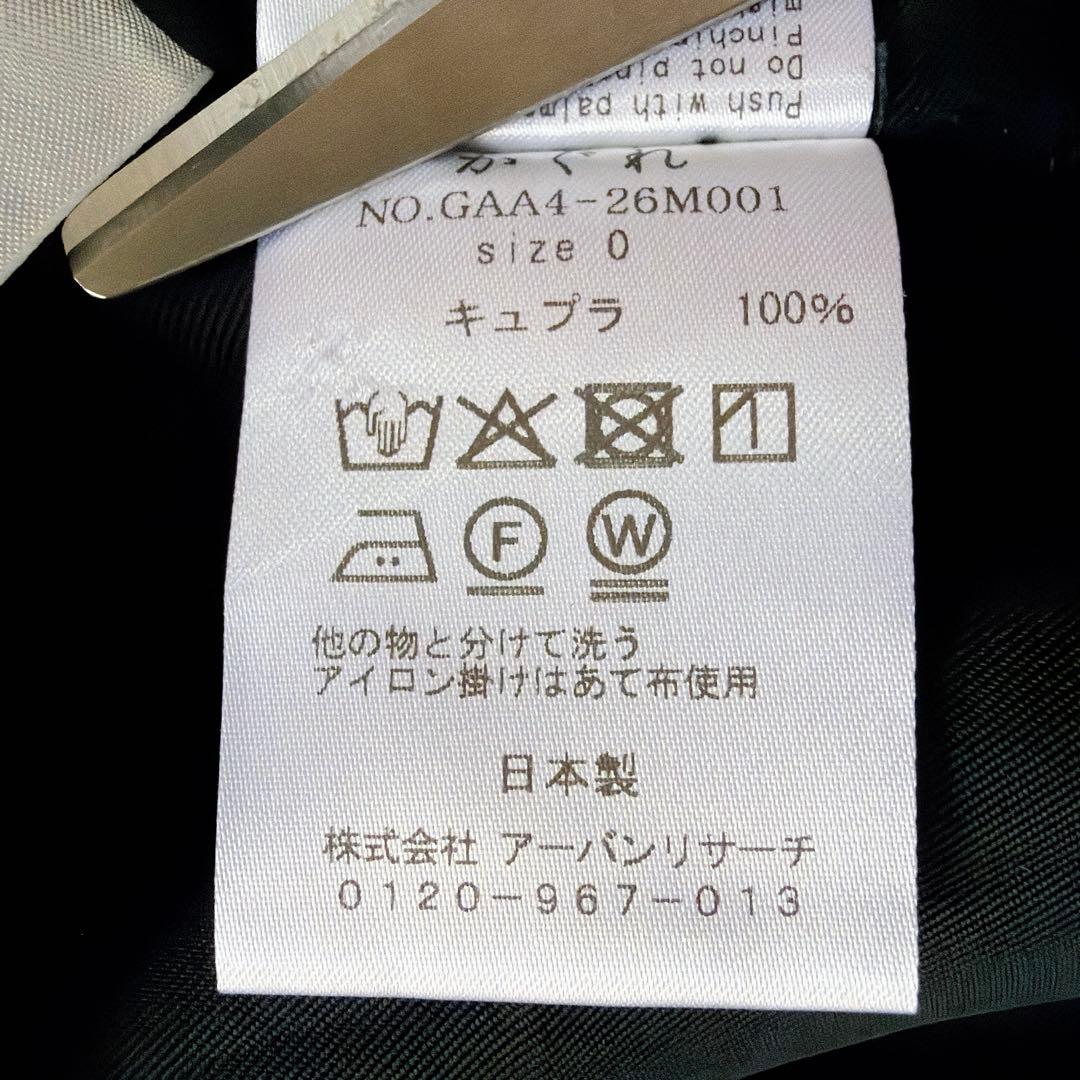 Pinchin
Do not pin
Push with palm
かぐれ
NO.GAA4-26M001
size 0
キュプラ 100%
F W
他の物と分けて洗う
アイロン掛けはあて布使用
日本製
株式会社 アーバンリサーチ
0120-967-013